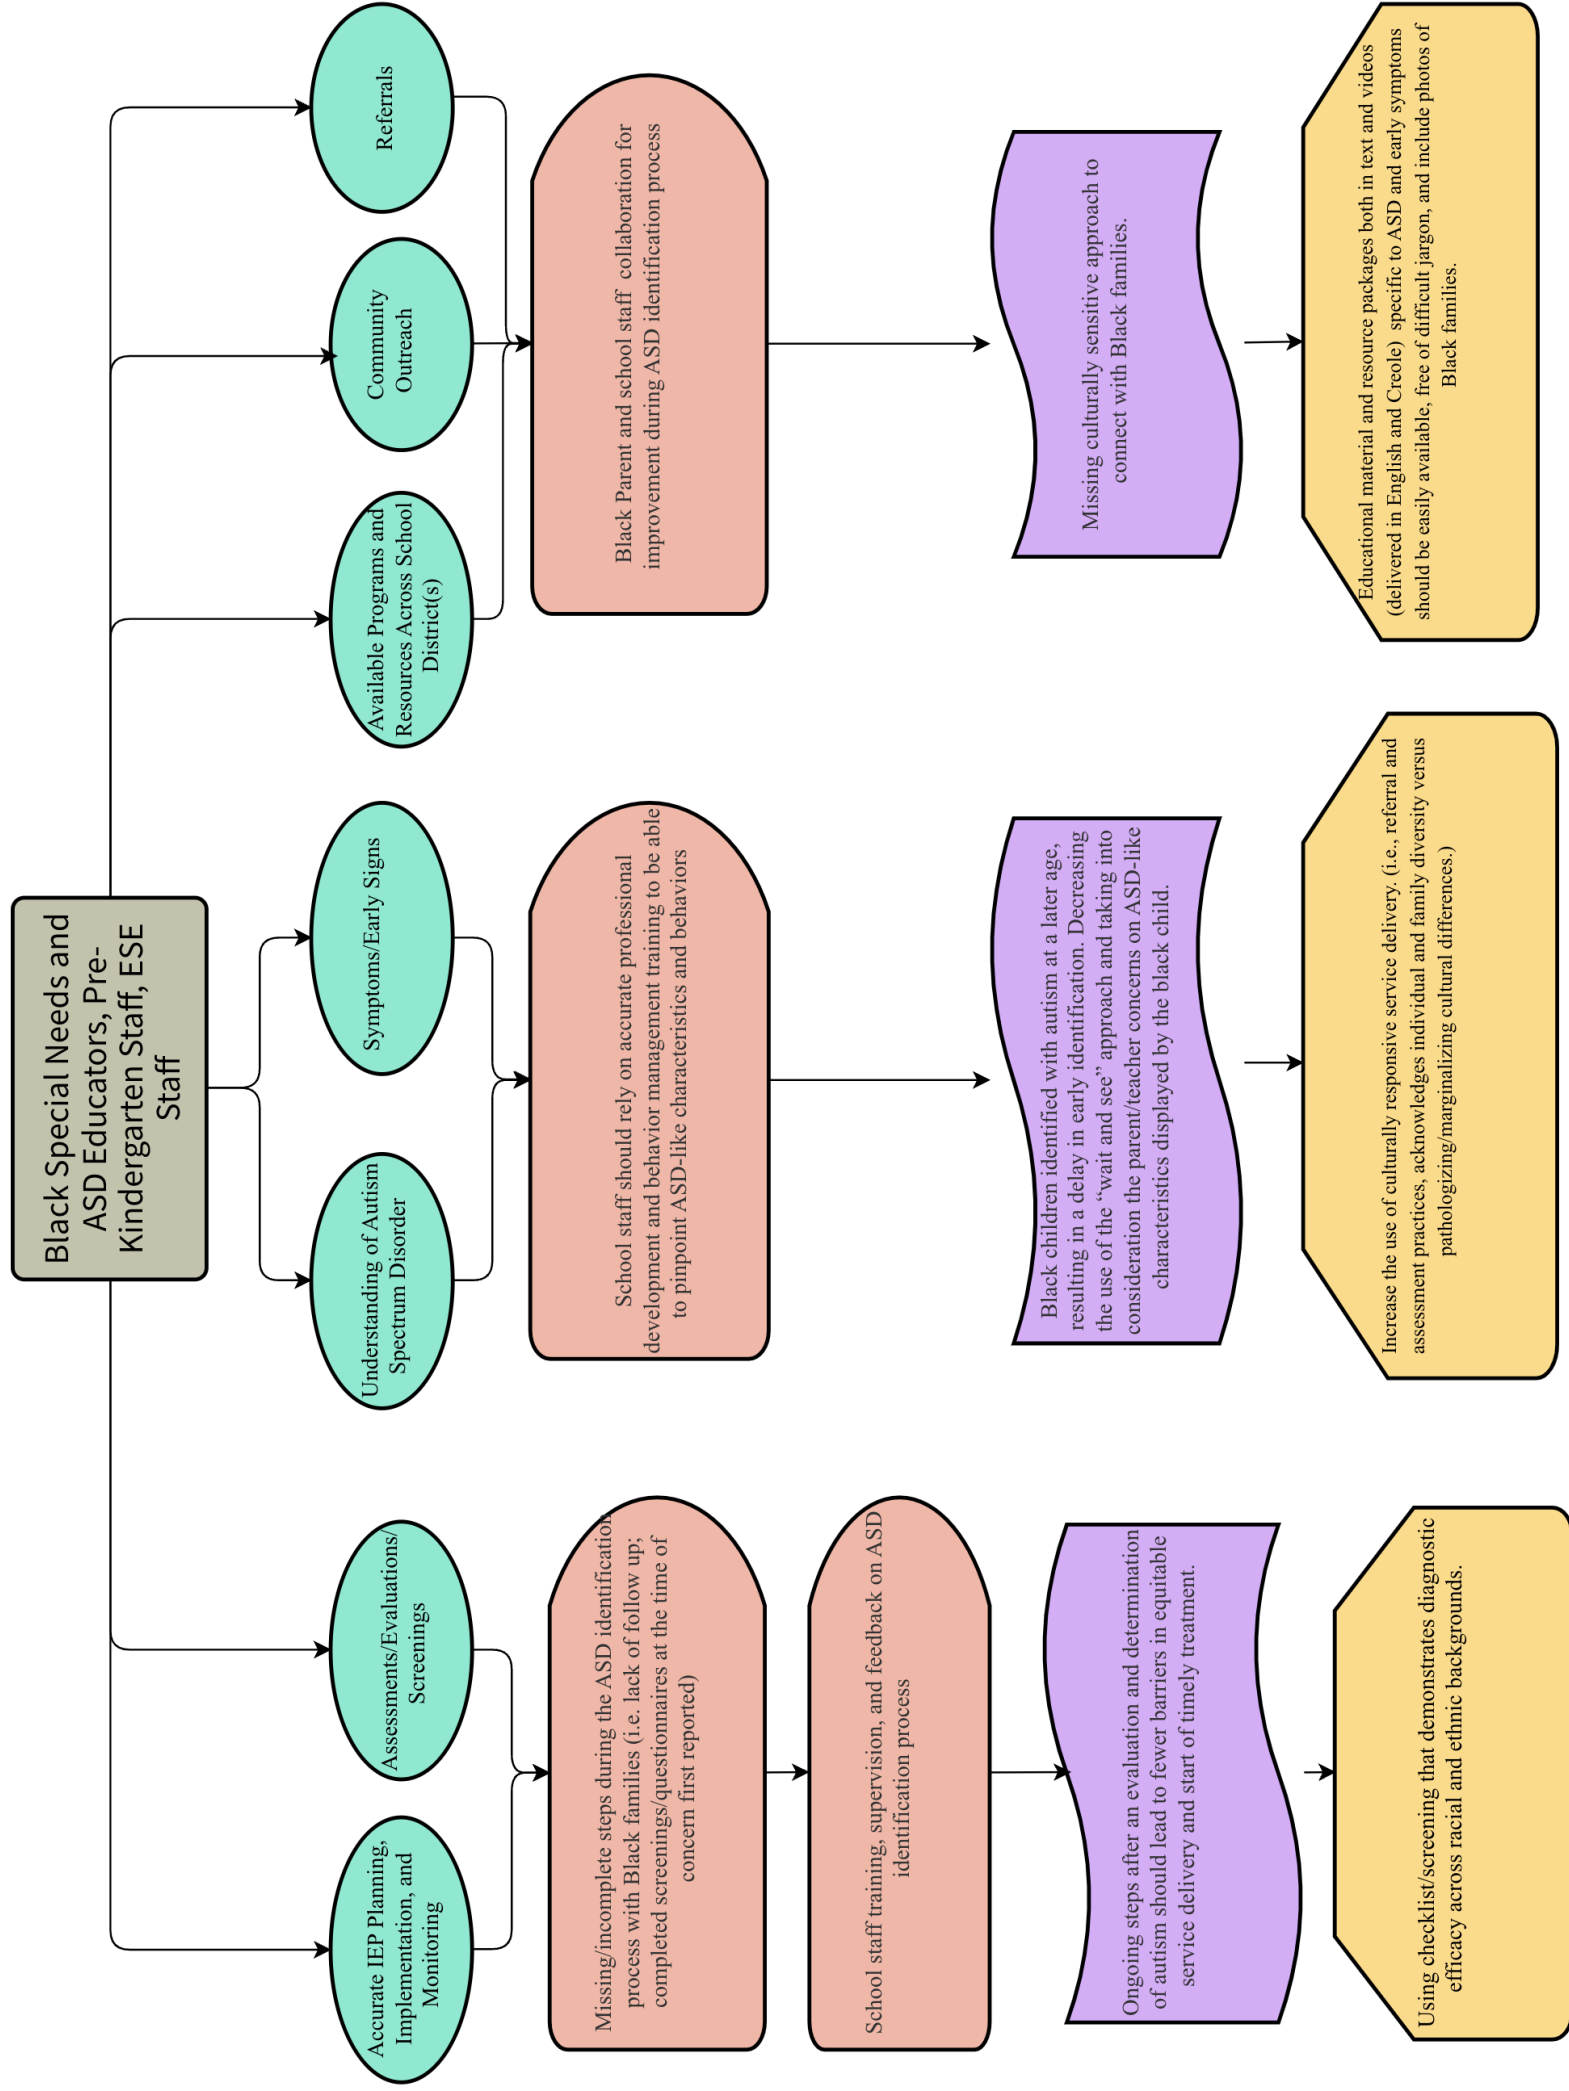 Black Special Needs and
ASD Educators, Pre-
Kindergarten Staff, ESE
Staff
Accurate IEP Planning,
Implementation, and
Monitoring
Assessments/Evaluations/
Screenings
Understanding of Autism
Spectrum Disorder
Symptoms/Early Signs
Available Programs and
Resources Across School
District(s)
Community
Outreach
Referrals
Missing/incomplete steps during the ASD identification
process with Black families (i.e. lack of follow up;
completed screenings/questionnaires at the time of
concern first reported)
School staff training, supervision, and feedback on ASD
identification process
School staff should rely on accurate professional
development and behavior management training to be able
to pinpoint ASD-like characteristics and behaviors
Black Parent and school staff collaboration for
improvement during ASD identification process
Ongoing steps after an evaluation and determination
of autism should lead to fewer barriers in equitable
service delivery and start of timely treatment.
Black children identified with autism at a later age,
resulting in a delay in early identification. Decreasing
the use of the “wait and see” approach and taking into
consideration the parent/teacher concerns on ASD-like
characteristics displayed by the black child.
Missing culturally sensitive approach to
connect with Black families.
Using checklist/screening that demonstrates diagnostic
efficacy across racial and ethnic backgrounds.
Increase the use of culturally responsive service delivery. (i.e., referral and
assessment practices, acknowledges individual and family diversity versus
pathologizing/marginalizing cultural differences.)
Educational material and resource packages both in text and videos
(delivered in English and Creole) specific to ASD and early symptoms
should be easily available, free of difficult jargon, and include photos of
Black families.